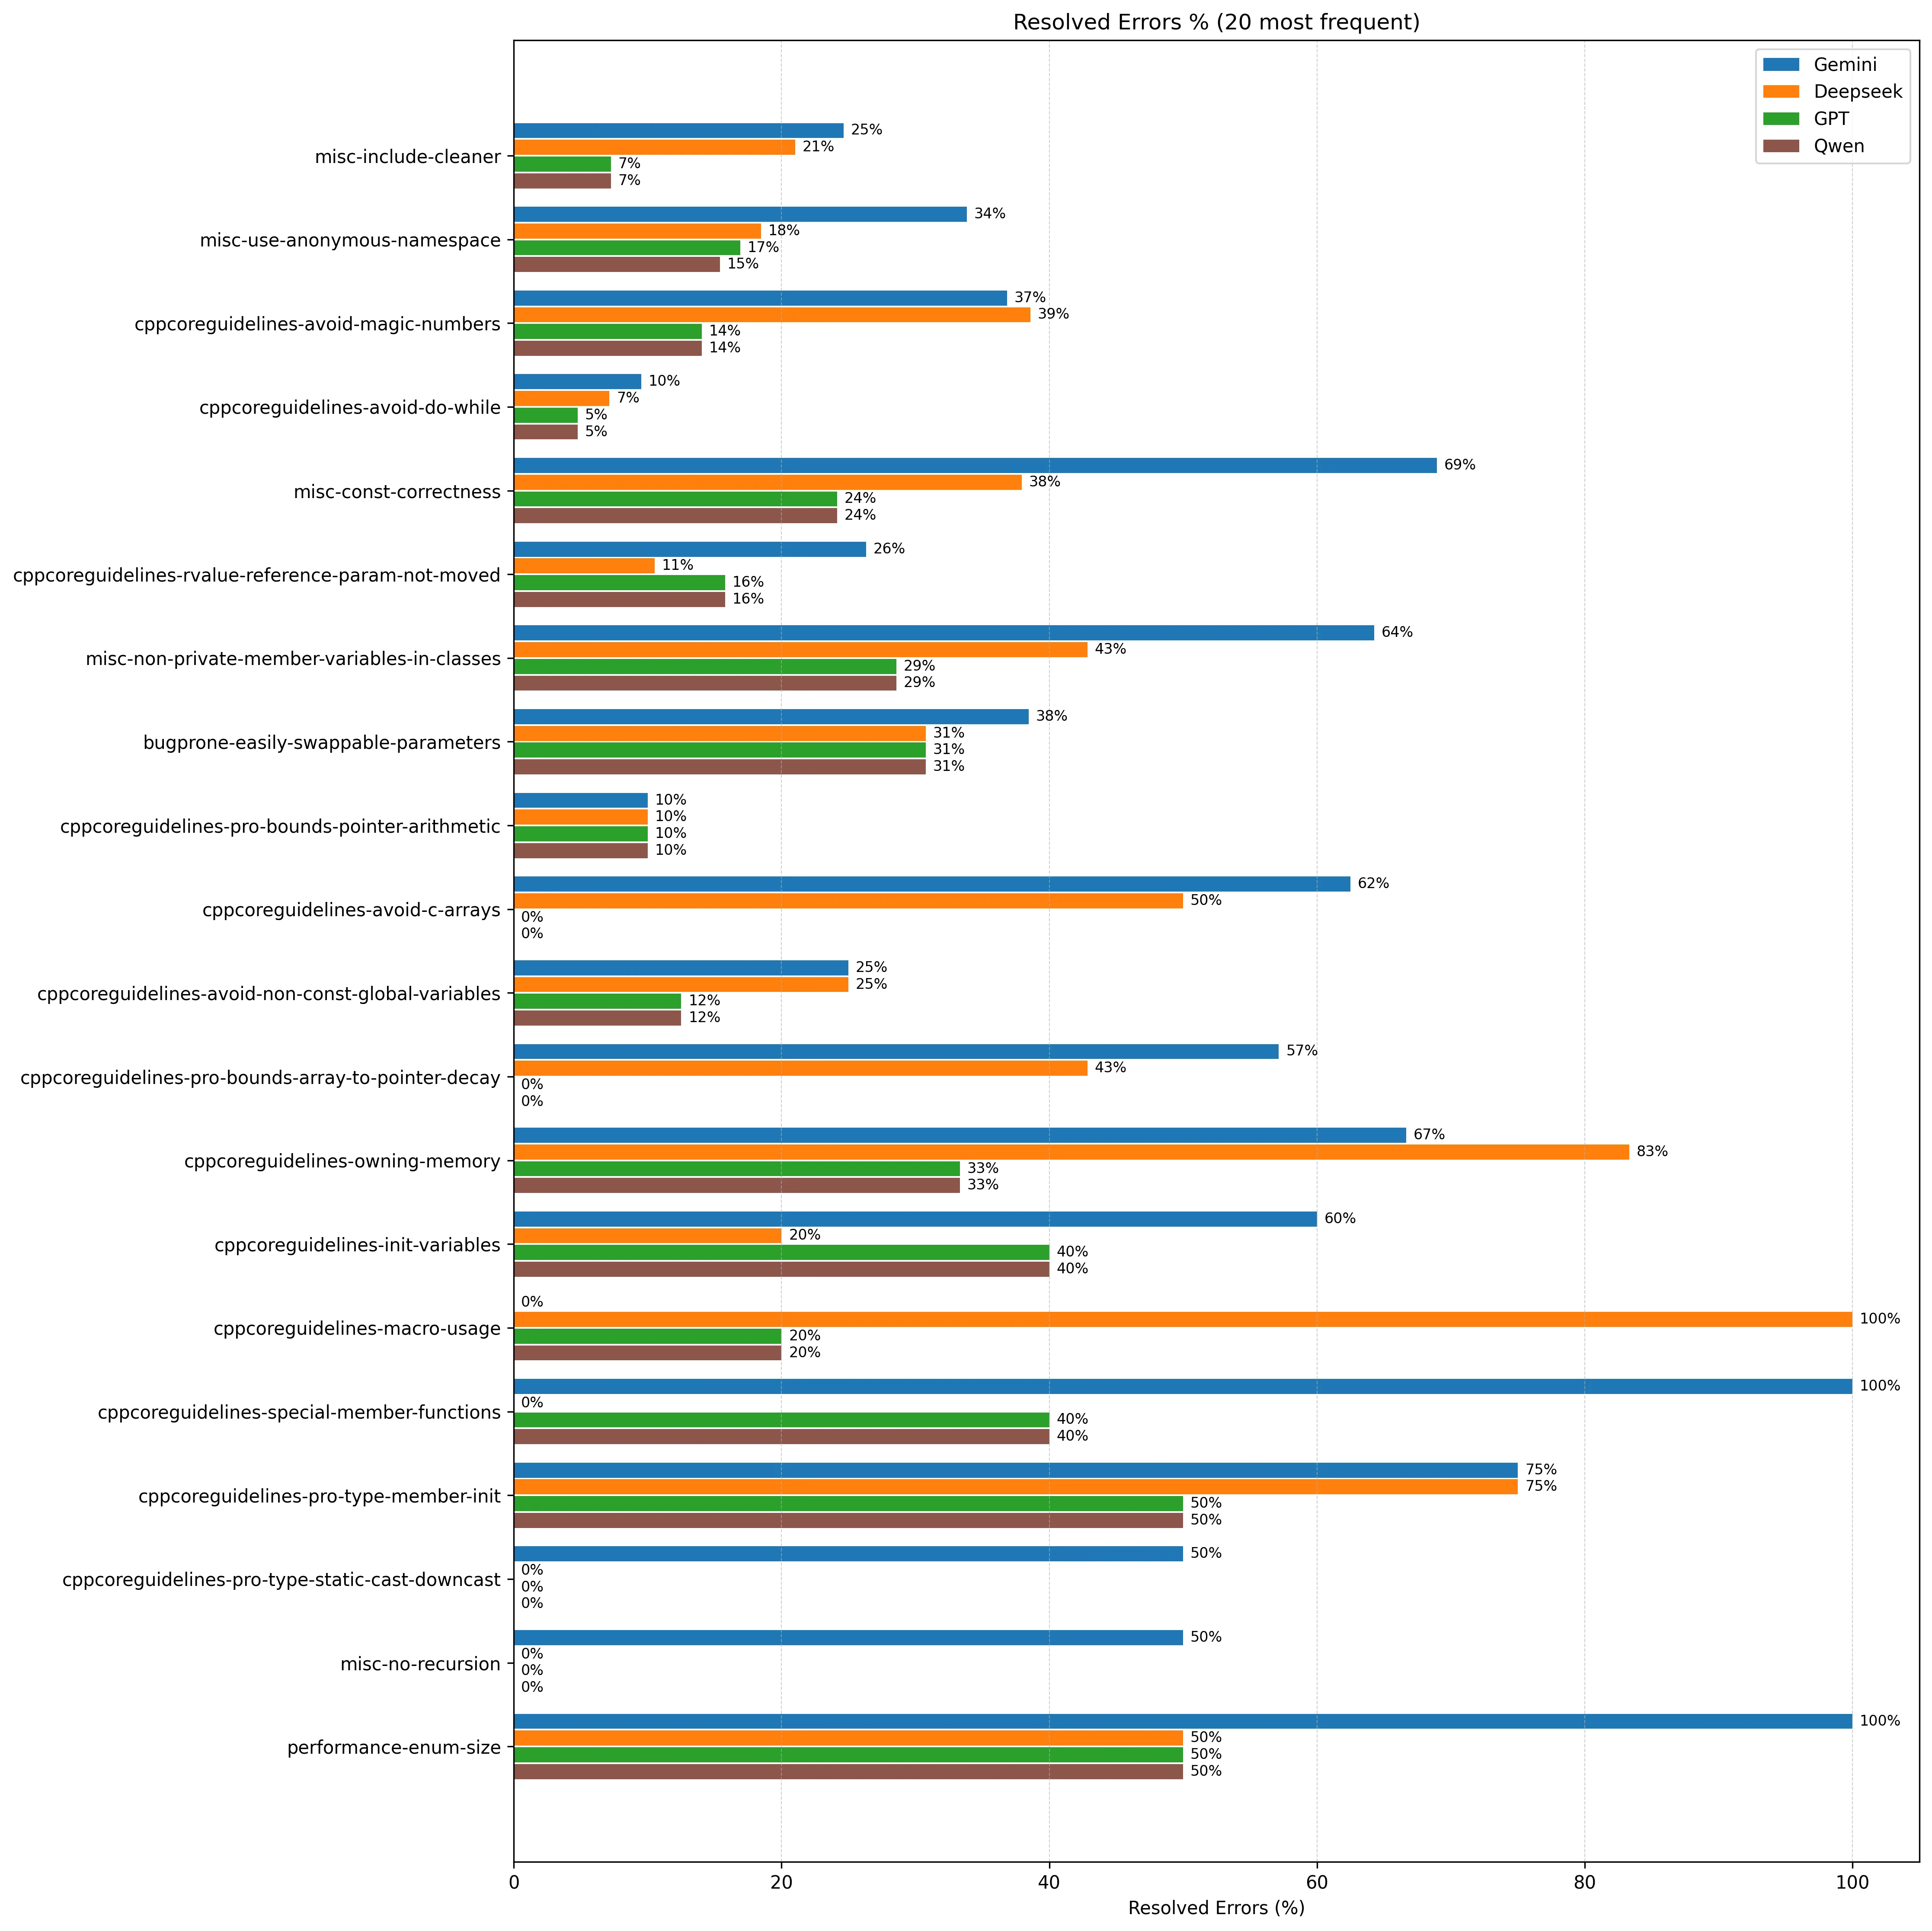 Resolved Errors % (20 most frequent)
Gemini
Deepseek
GPT
Qwen
misc-include-cleaner
25%
21%
7%
7%
misc-use-anonymous-namespace
34%
18%
17%
15%
cppcoreguidelines-avoid-magic-numbers
37%
39%
14%
14%
cppcoreguidelines-avoid-do-while
10%
7%
5%
5%
misc-const-correctness
69%
38%
24%
24%
cppcoreguidelines-rvalue-reference-param-not-moved
26%
11%
16%
16%
misc-non-private-member-variables-in-classes
64%
43%
29%
29%
bugprone-easily-swappable-parameters
38%
31%
31%
31%
cppcoreguidelines-pro-bounds-pointer-arithmetic
10%
10%
10%
10%
cppcoreguidelines-avoid-c-arrays
62%
50%
0%
0%
cppcoreguidelines-avoid-non-const-global-variables
25%
25%
12%
12%
cppcoreguidelines-pro-bounds-array-to-pointer-decay
57%
43%
0%
0%
cppcoreguidelines-owning-memory
67%
83%
33%
33%
cppcoreguidelines-init-variables
60%
20%
40%
40%
cppcoreguidelines-macro-usage
0%
100%
20%
20%
cppcoreguidelines-special-member-functions
100%
0%
40%
40%
cppcoreguidelines-pro-type-member-init
75%
75%
50%
50%
cppcoreguidelines-pro-type-static-cast-downcast
50%
0%
0%
0%
misc-no-recursion
50%
0%
0%
0%
performance-enum-size
100%
50%
50%
50%
0 20 40 60 80 100
Resolved Errors (%)